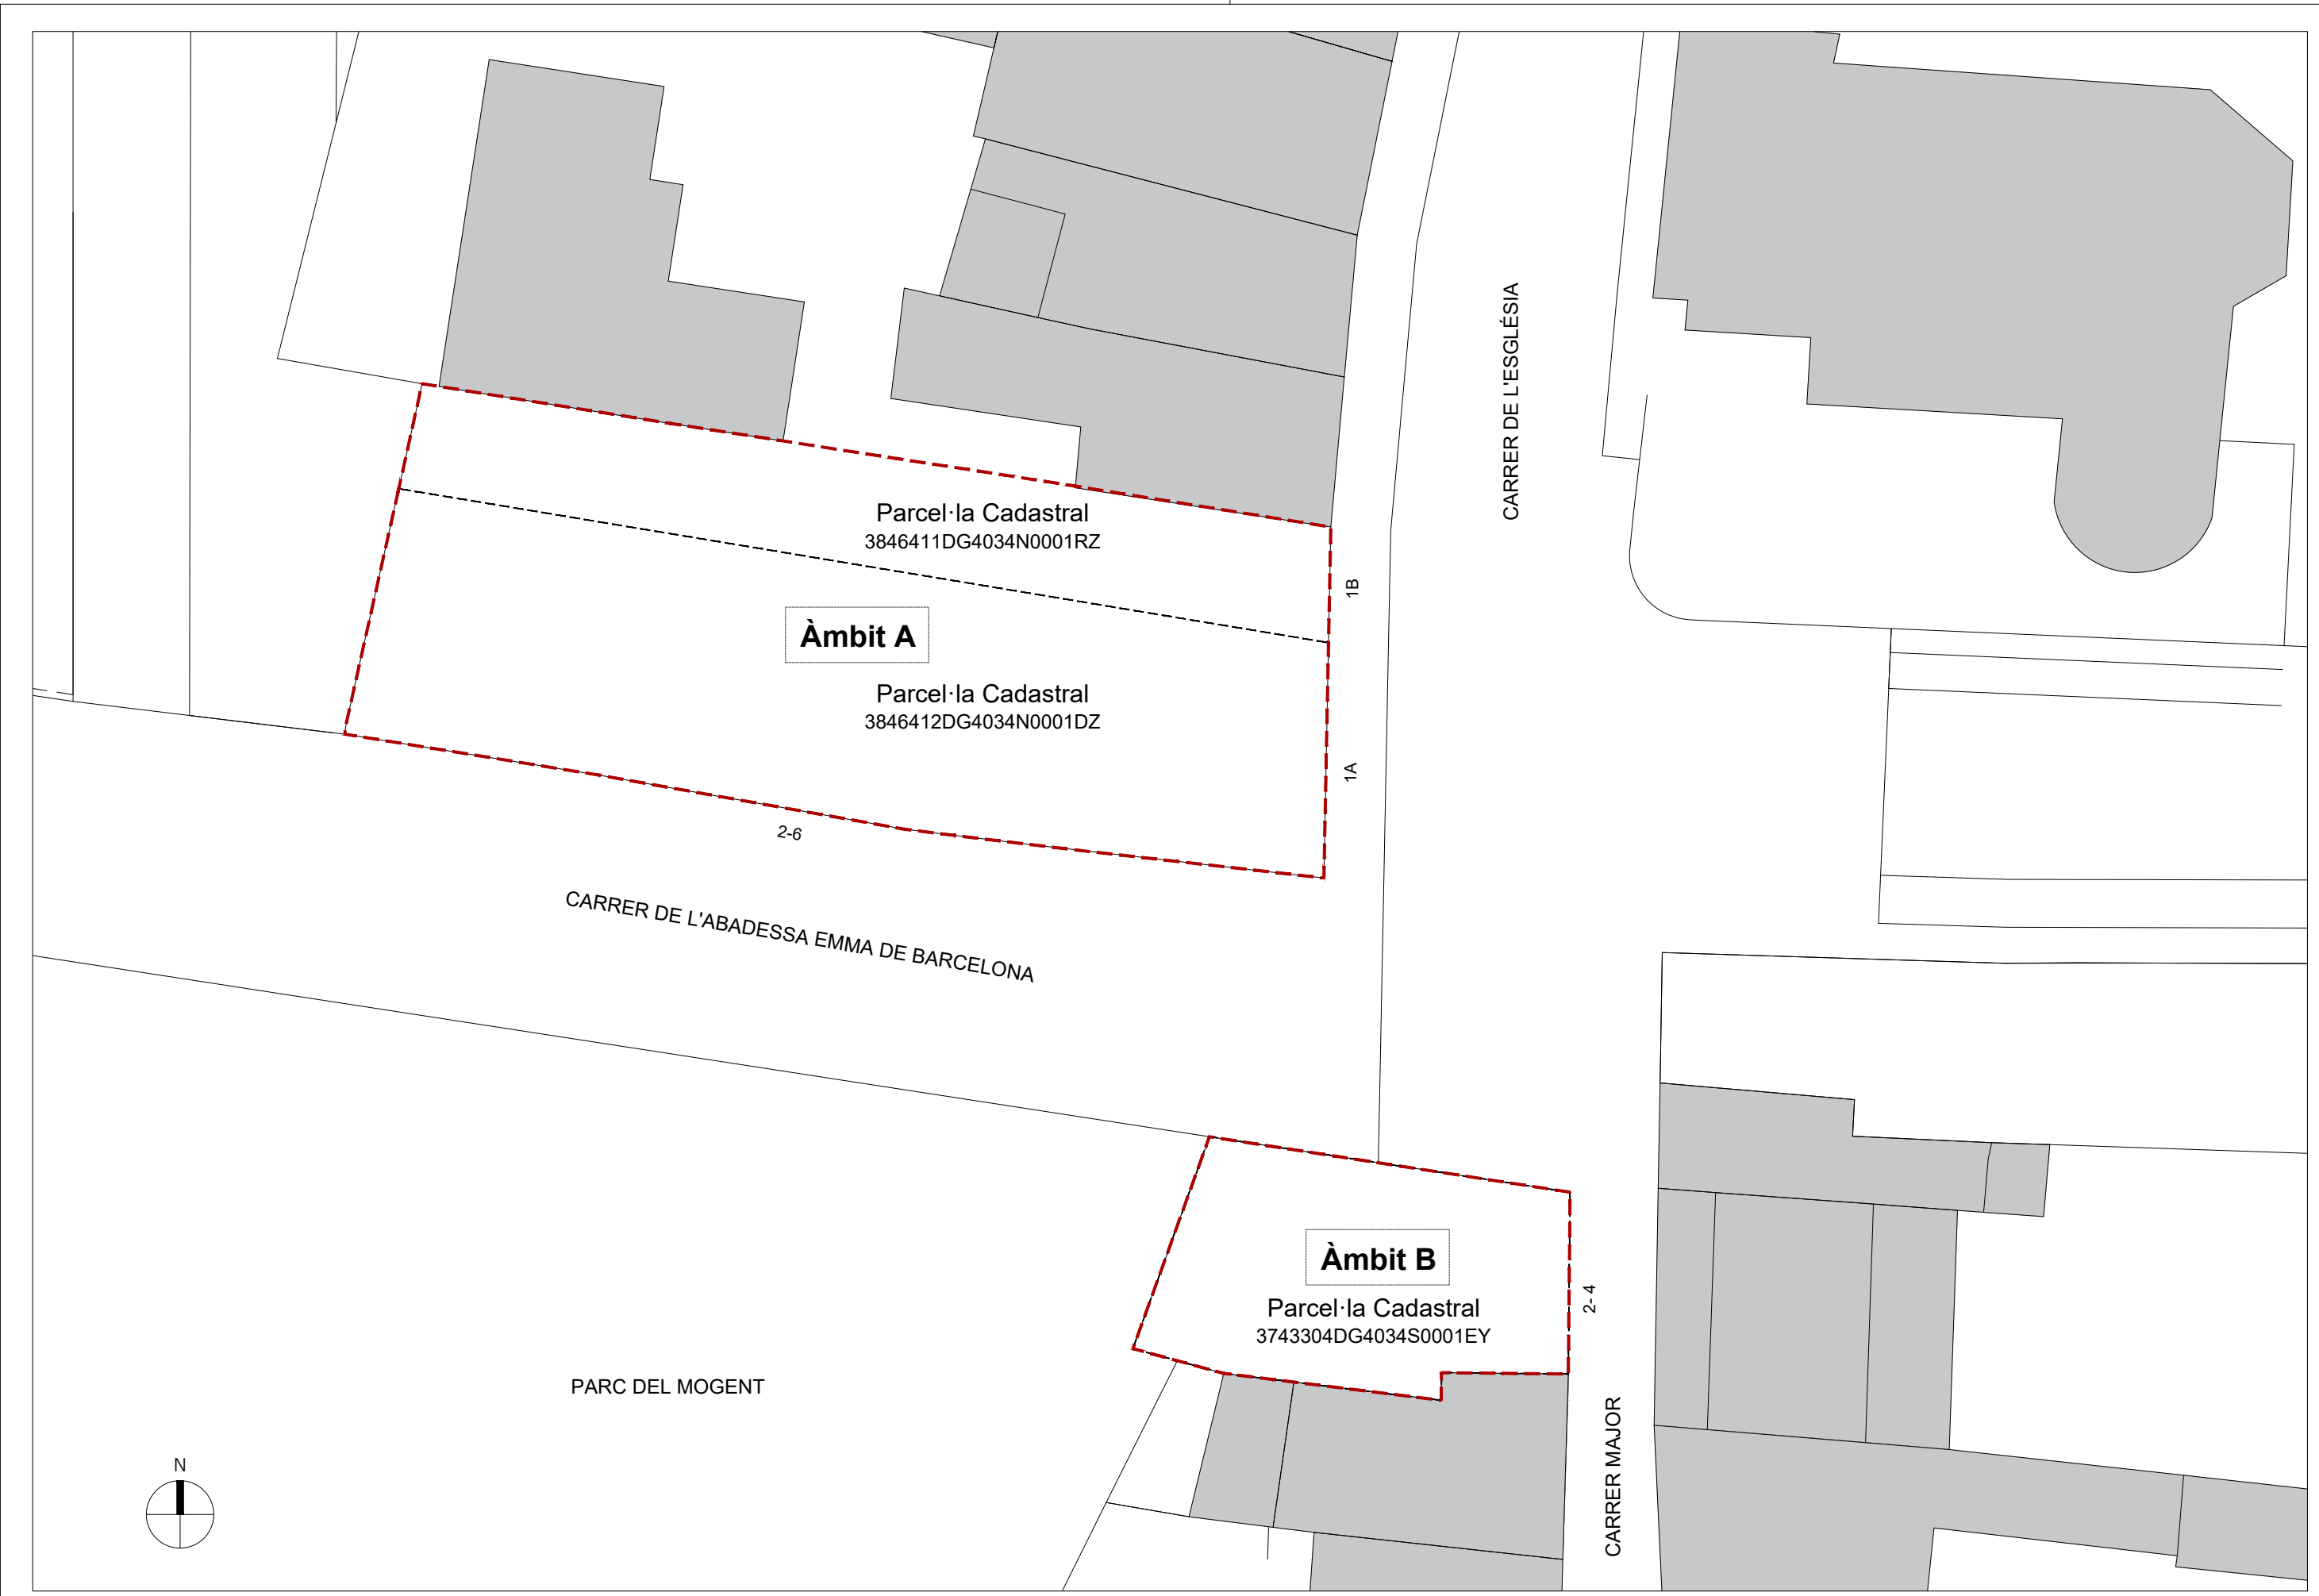 CARRER DE L'ESGLÉSIA
Parcel·la Cadastral
3846411DG4034N0001RZ
1B
Àmbit A
Parcel·la Cadastral
3846412DG4034N0001DZ
1A
2-6
CARRER DE L'ABADESSA EMMA DE BARCELONA
Àmbit B
Parcel·la Cadastral
3743304DG4034S0001EY
2- 4
PARC DEL MOGENT
CARRER MAJOR
N